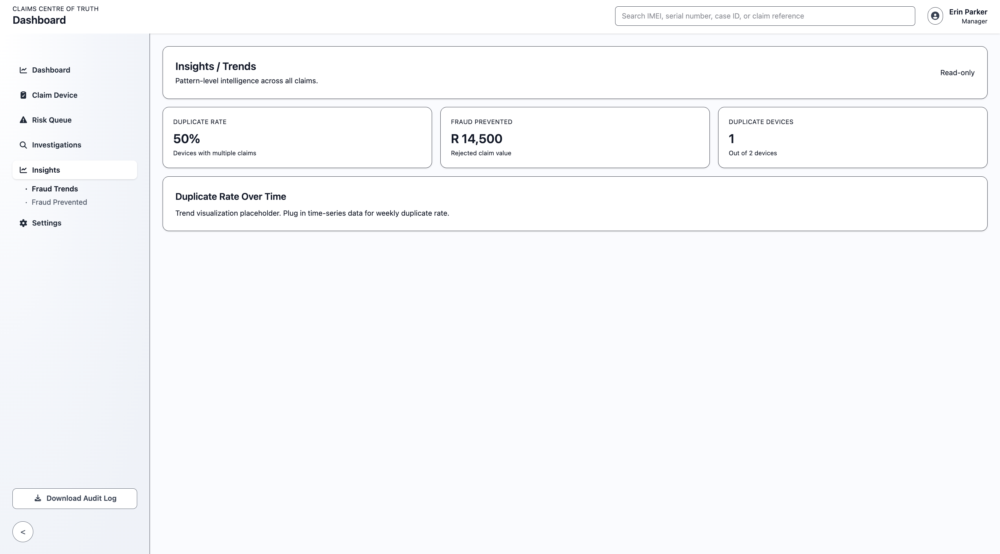 CLAIMS CENTRE OF TRUTH
Dashboard
Search IMEI, serial number, case ID, or claim reference
Erin Parker
Manager
Dashboard
Claim Device
Risk Queue
Investigations
Insights
· Fraud Trends
· Fraud Prevented
Settings
Download Audit Log
<
Insights / Trends
Pattern-level intelligence across all claims.
Read-only
DUPLICATE RATE
50%
Devices with multiple claims
FRAUD PREVENTED
R 14,500
Rejected claim value
DUPLICATE DEVICES
1
Out of 2 devices
Duplicate Rate Over Time
Trend visualization placeholder. Plug in time-series data for weekly duplicate rate.